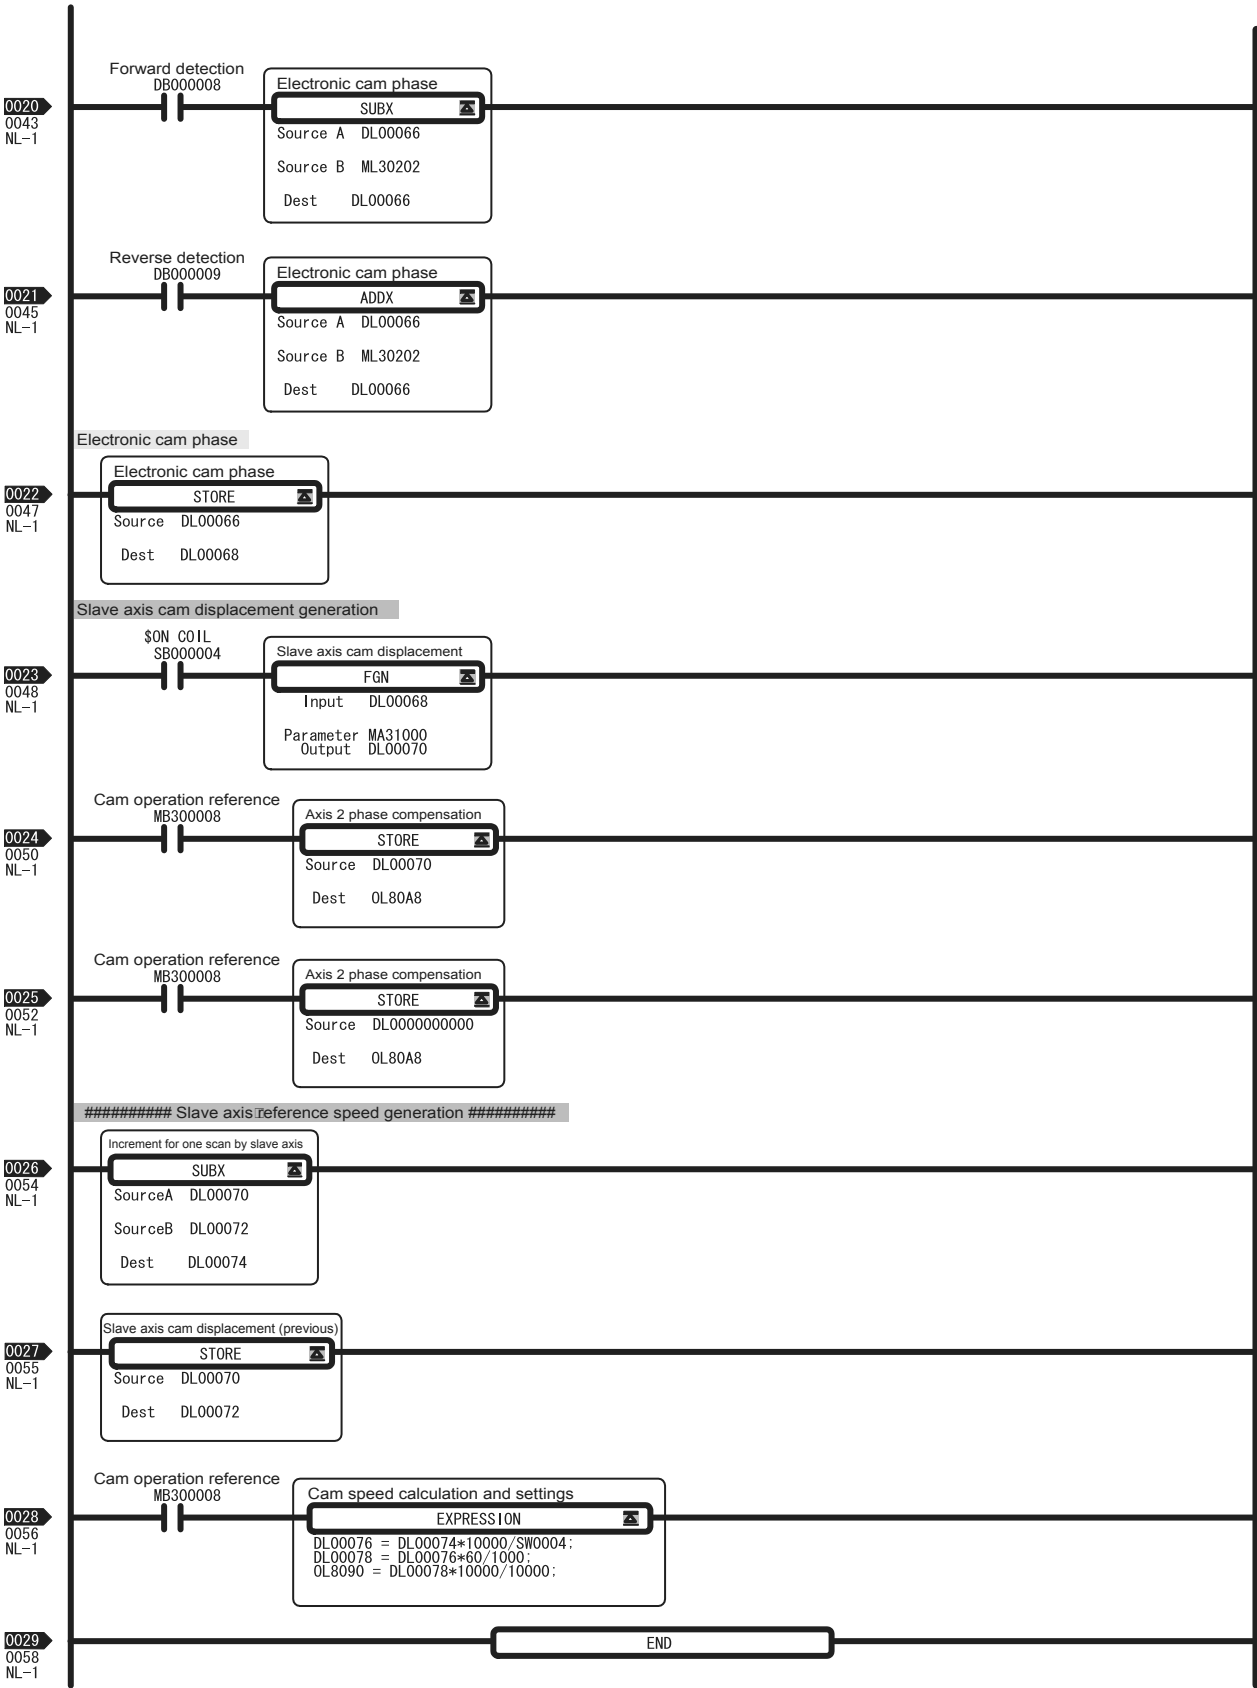 Forward detection
DB000008
Electronic cam phase
0020
0043
NL-1
SUBX
Source A DL00066
Source B ML30202
Dest DL00066
Reverse detection
DB000009
Electronic cam phase
0021
0045
NL-1
ADDX
Source A DL00066
Source B ML30202
Dest DL00066
Electronic cam phase
Electronic cam phase
0022
0047
NL-1
STORE
Source DL00066
Dest DL00068
Slave axis cam displacement generation
$ON COIL
SB000004
Slave axis cam displacement
0023
0048
NL-1
FGN
Input DL00068
Parameter MA31000
Output DL00070
Cam operation reference
MB300008
Axis 2 phase compensation
0024
0050
NL-1
STORE
Source DL00070
Dest OL80A8
Cam operation reference
MB300008
Axis 2 phase compensation
0025
0052
NL-1
STORE
Source DL0000000000
Dest OL80A8
########## Slave axis reference speed generation ##########
Increment for one scan by slave axis
0026
0054
NL-1
SUBX
SourceA DL00070
SourceB DL00072
Dest DL00074
Slave axis cam displacement (previous)
0027
0055
NL-1
STORE
Source DL00070
Dest DL00072
Cam operation reference
MB300008
Cam speed calculation and settings
0028
0056
NL-1
EXPRESSION
DL00076 = DL00074*10000/SW0004;
DL00078 = DL00076*60/1000;
OL8090 = DL00078*10000/10000;
0029
0058
NL-1
END